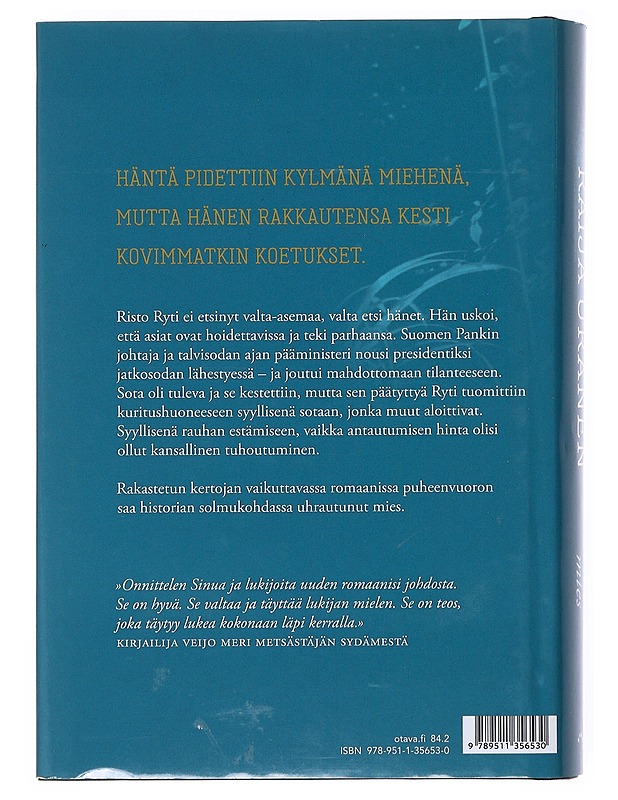 HÄNTÄ PIDETTIIN KYLMÄNÄ MIEHENÄ,
MUTTA HÄNEN RAKKAUTENSA KESTI
KOVIMMATKIN KOETUKSET.
Risto Ryti ei etsinyt valta-asemaa, valta etsi hänet. Hän uskoi,
että asiat ovat hoidettavissa ja teki parhaansa. Suomen Pankin
johtaja ja talvisodan ajan pääministeri nousi presidentiksi
jatkosodan lähestyessä – ja joutui mahdottomaan tilanteeseen.
Sota oli tuleva ja se kestettiin, mutta sen päätyttyä Ryti tuomittiin
kuritushuoneeseen syyllisenä sotaan, jonka muut aloittivat.
Syyllisenä rauhan estämiseen, vaikka antautumisen hinta olisi
ollut kansallinen tuhoutuminen.
Rakastetun kertojan vaikuttavassa romaanissa puheenvuoron
saa historian solmukohdassa uhrautunut mies.
»Onnittelen Sinua ja lukijoita uuden romaanisi johdosta.
Se on hyvä. Se valtaa ja täyttää lukijan mielen. Se on teos,
joka täytyy lukea kokonaan läpi kerralla.»
KIRJAILIJA VEIJO MERI METSÄSTÄJÄN SYDÄMESTÄ
otava.fi 84.2
ISBN 978-951-1-35653-0
9 789511 356530
RAIJA ORANEN
mies